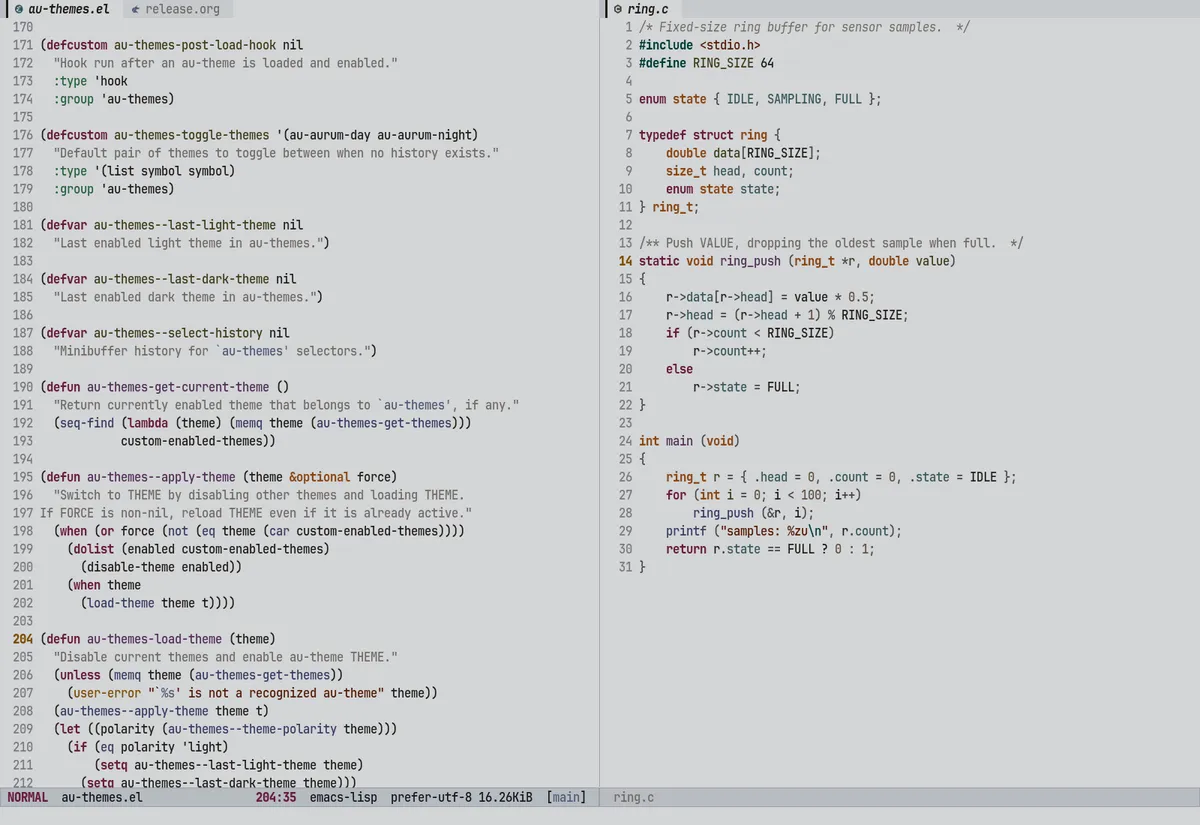 au-themes.el release.org
170
171 (defcustom au-themes-post-load-hook nil
172 "Hook run after an au-theme is loaded and enabled."
173 :type 'hook
174 :group 'au-themes)
175
176 (defcustom au-themes-toggle-themes '(au-aurum-day au-aurum-night)
177 "Default pair of themes to toggle between when no history exists."
178 :type '(list symbol symbol)
179 :group 'au-themes)
180
181 (defvar au-themes--last-light-theme nil
182 "Last enabled light theme in au-themes.")
183
184 (defvar au-themes--last-dark-theme nil
185 "Last enabled dark theme in au-themes.")
186
187 (defvar au-themes--select-history nil
188 "Minibuffer history for `au-themes' selectors.")
189
190 (defun au-themes-get-current-theme ()
191 "Return currently enabled theme that belongs to `au-themes', if any."
192 (seq-find (lambda (theme) (memq theme (au-themes-get-themes)))
193 custom-enabled-themes))
194
195 (defun au-themes--apply-theme (theme &optional force)
196 "Switch to THEME by disabling other themes and loading THEME.
197 If FORCE is non-nil, reload THEME even if it is already active."
198 (when (or force (not (eq theme (car custom-enabled-themes))))
199 (dolist (enabled custom-enabled-themes)
200 (disable-theme enabled))
201 (when theme
202 (load-theme theme t))))
203
204 (defun au-themes-load-theme (theme)
205 "Disable current themes and enable au-theme THEME."
206 (unless (memq theme (au-themes-get-themes))
207 (user-error "`%s' is not a recognized au-theme" theme))
208 (au-themes--apply-theme theme t)
209 (let ((polarity (au-themes--theme-polarity theme)))
210 (if (eq polarity 'light)
211 (setq au-themes--last-light-theme theme)
212 (setq au-themes--last-dark-theme theme)))
NORMAL au-themes.el 204:35 emacs-lisp prefer-utf-8 16.26KiB [main]
ring.c
1 /* Fixed-size ring buffer for sensor samples. */
2 #include <stdio.h>
3 #define RING_SIZE 64
4
5 enum state { IDLE, SAMPLING, FULL };
6
7 typedef struct ring {
8 double data[RING_SIZE];
9 size_t head, count;
10 enum state state;
11 } ring_t;
12
13 /** Push VALUE, dropping the oldest sample when full. */
14 static void ring_push (ring_t *r, double value)
15 {
16 r->data[r->head] = value * 0.5;
17 r->head = (r->head + 1) % RING_SIZE;
18 if (r->count < RING_SIZE)
19 r->count++;
20 else
21 r->state = FULL;
22 }
23
24 int main (void)
25 {
26 ring_t r = { .head = 0, .count = 0, .state = IDLE };
27 for (int i = 0; i < 100; i++)
28 ring_push (&r, i);
29 printf ("samples: %zu\n", r.count);
30 return r.state == FULL ? 0 : 1;
31 }
ring.c